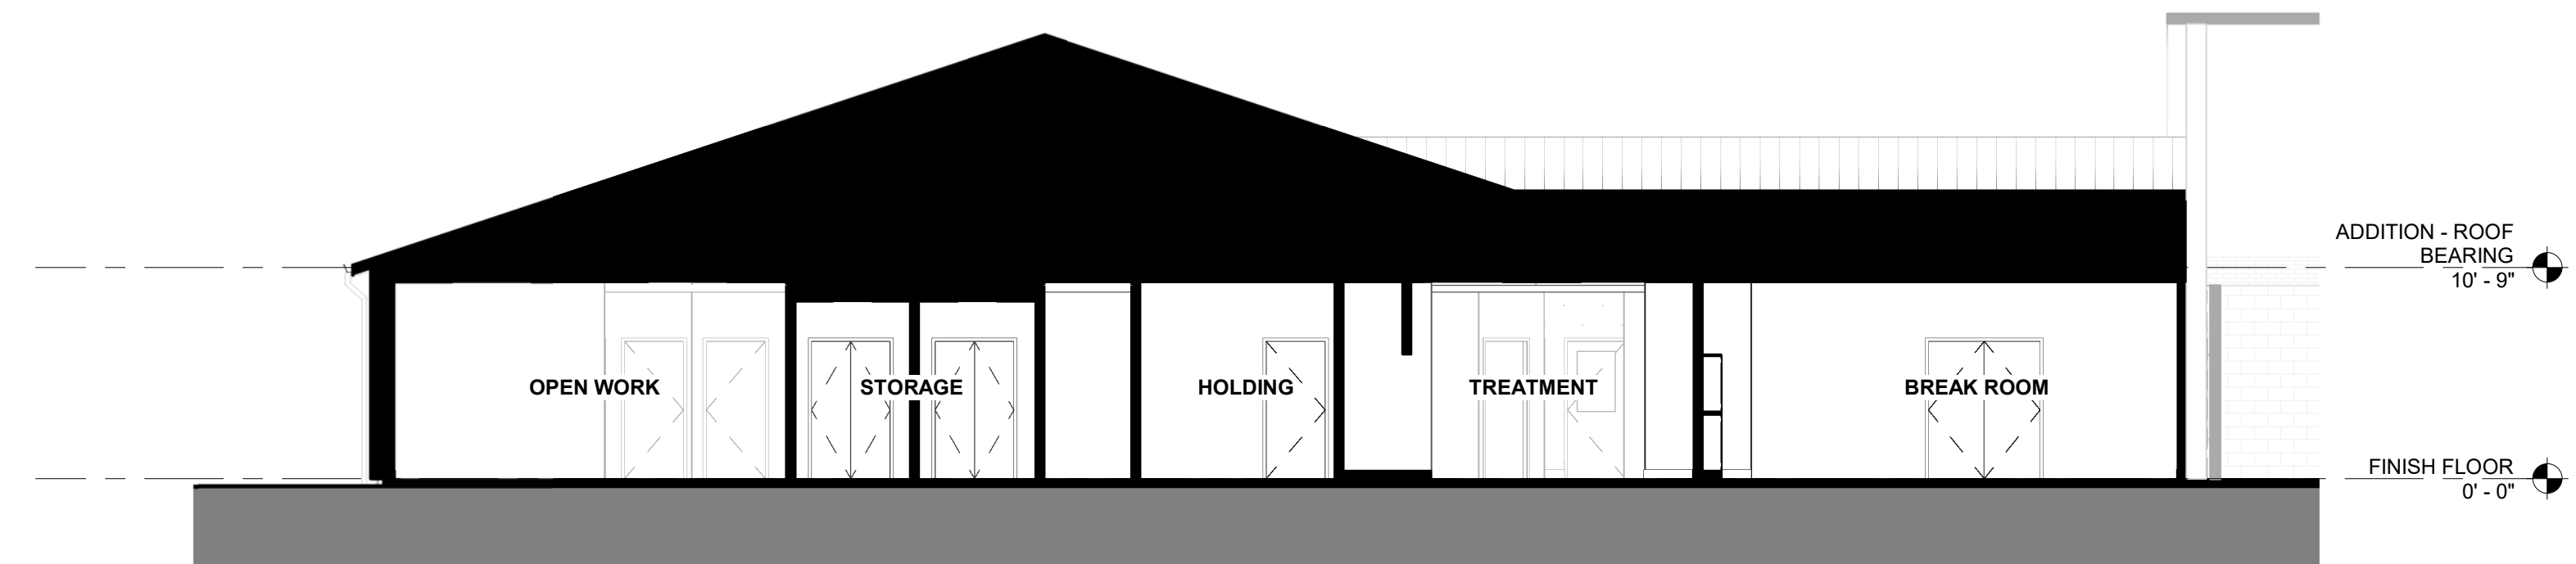 ADDITION - ROOF
BEARING
10' - 9"
OPEN WORK
STORAGE
HOLDING
TREATMENT
BREAK ROOM
FINISH FLOOR
0' - 0"